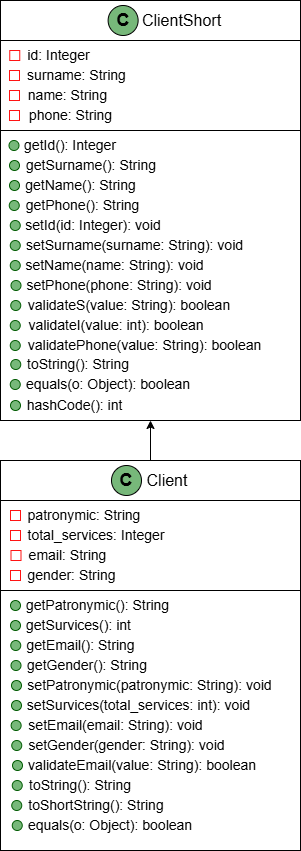 C ClientShort
id: Integer
surname: String
name: String
phone: String
getId(): Integer
getSurname(): String
getName(): String
getPhone(): String
setId(id: Integer): void
setSurname(surname: String): void
setName(name: String): void
setPhone(phone: String): void
validateS(value: String): boolean
validateI(value: int): boolean
validatePhone(value: String): boolean
toString(): String
equals(o: Object): boolean
hashCode(): int
C Client
patronymic: String
total_services: Integer
email: String
gender: String
getPatronymic(): String
getSurvices(): int
getEmail(): String
getGender(): String
setPatronymic(patronymic: String): void
setSurvices(total_services: int): void
setEmail(email: String): void
setGender(gender: String): void
validateEmail(value: String): boolean
toString(): String
toShortString(): String
equals(o: Object): boolean